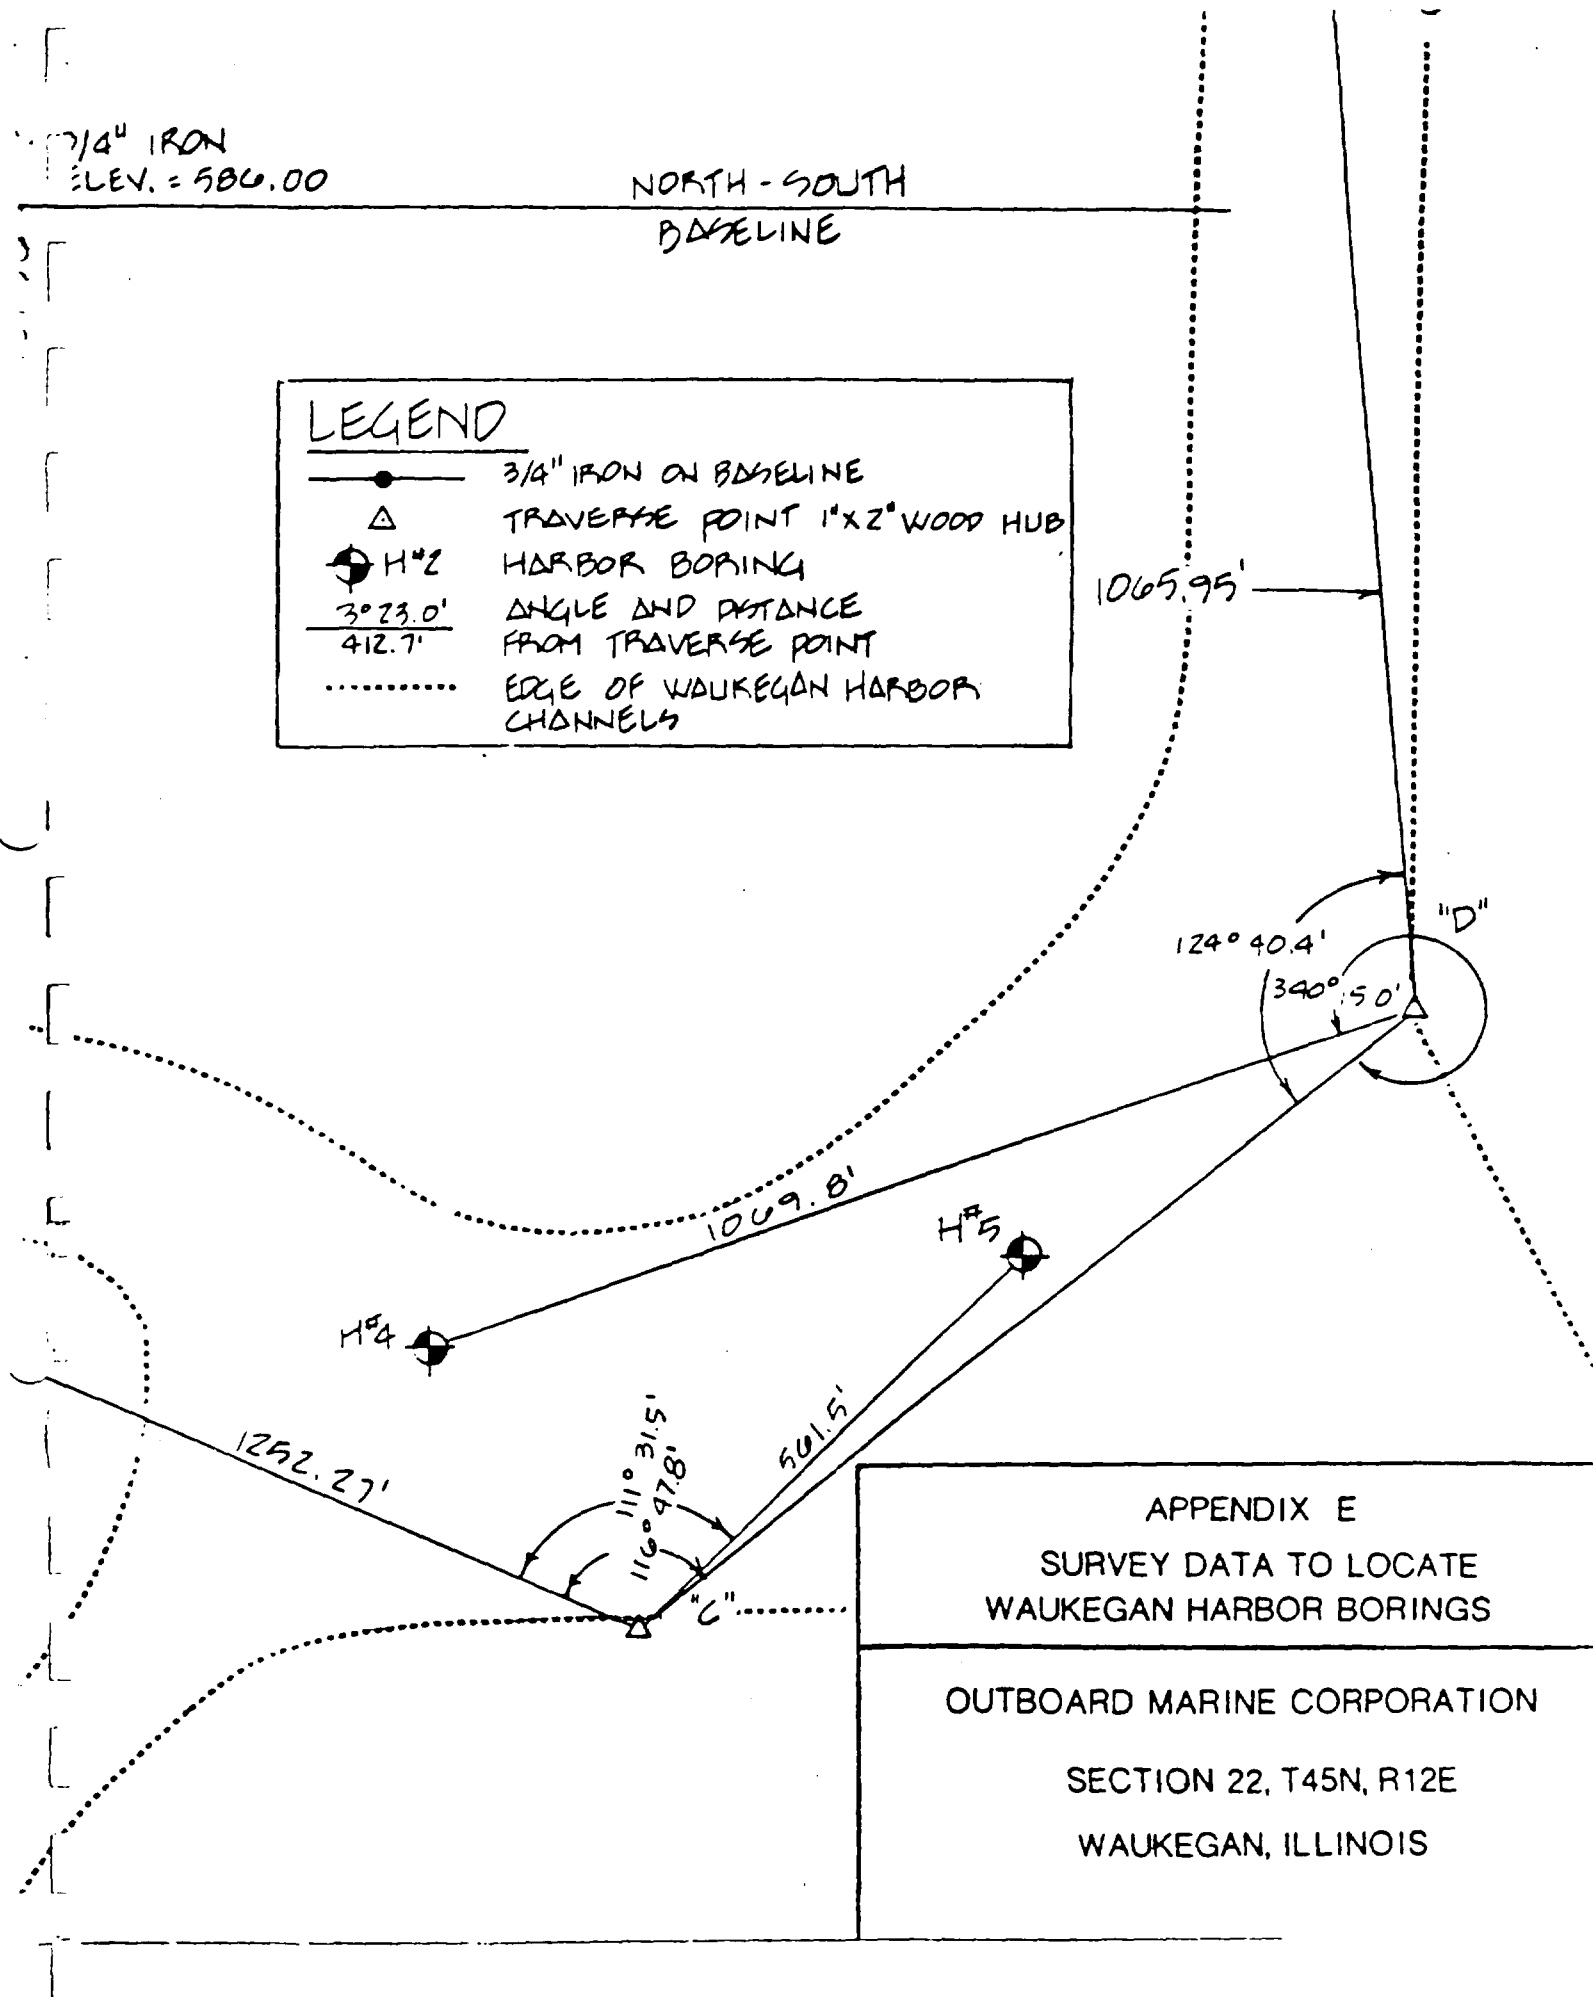 3/4" IRON
ELEV. = 586.00
NORTH - SOUTH
BASELINE
LEGEND
3/4" IRON ON BASELINE
TRAVERSE POINT 1"X2" WOOD HUB
H#2 HARBOR BORING
3°23.0' ANGLE AND DISTANCE
412.7' FROM TRAVERSE POINT
EDGE OF WAUKEGAN HARBOR
CHANNELS
1065.95'
"D"
124° 40.4'
340° 15.0'
1069.8'
H#5
H#4
1252.27'
111° 31.5'
116° 47.8'
561.5'
"C"
APPENDIX E
SURVEY DATA TO LOCATE
WAUKEGAN HARBOR BORINGS
OUTBOARD MARINE CORPORATION
SECTION 22, T45N, R12E
WAUKEGAN, ILLINOIS